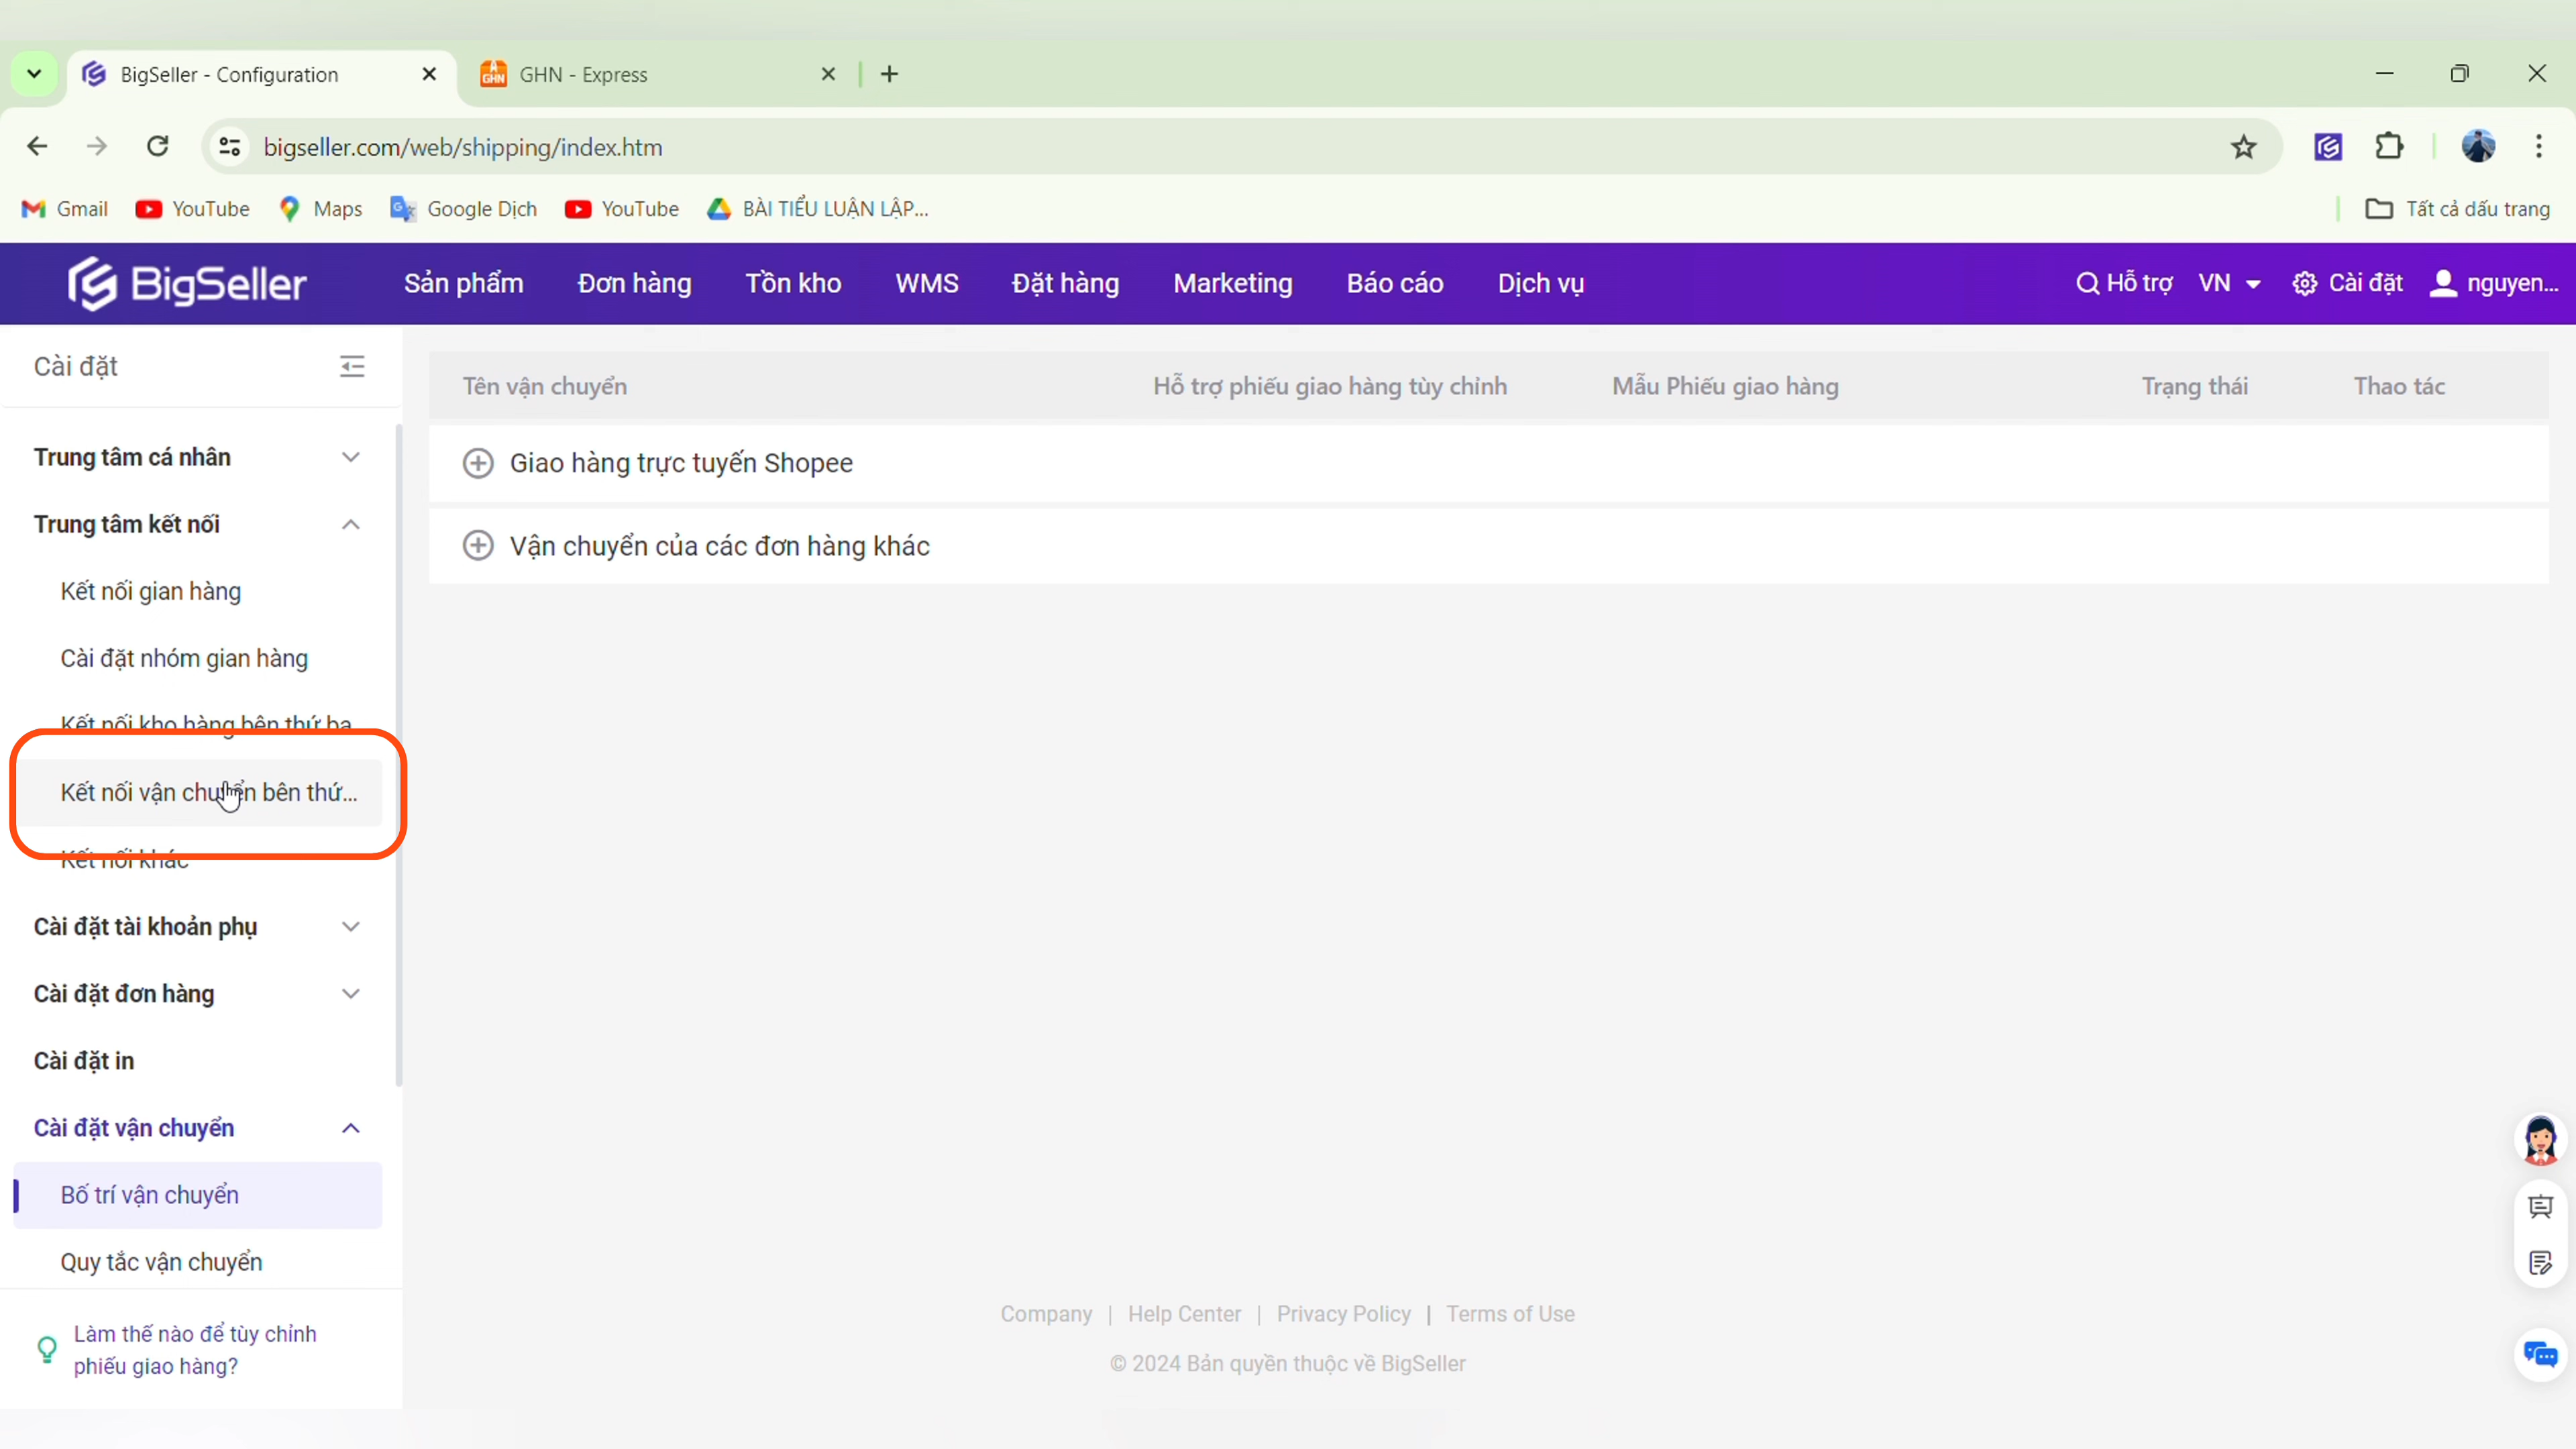 BigSeller - Configuration
GHN
GHN - Express
bigseller.com/web/shipping/index.htm
Gmail
YouTube
Maps
Google Dịch
YouTube
BÀI TIỂU LUẬN LẬP...
Tất cả dấu trang
BigSeller
Sản phẩm
Đơn hàng
Tồn kho
WMS
Đặt hàng
Marketing
Báo cáo
Dịch vụ
Hỗ trợ
VN
Cài đặt
nguyen...
Cài đặt
Trung tâm cá nhân
Trung tâm kết nối
Kết nối gian hàng
Cài đặt nhóm gian hàng
Kết nối kho hàng bên thứ ba
Kết nối vận chuyển bên thứ...
Kết nối khác
Cài đặt tài khoản phụ
Cài đặt đơn hàng
Cài đặt in
Cài đặt vận chuyển
Bố trí vận chuyển
Quy tắc vận chuyển
Làm thế nào để tùy chỉnh
phiếu giao hàng?
Tên vận chuyển
Hỗ trợ phiếu giao hàng tùy chỉnh
Mẫu Phiếu giao hàng
Trạng thái
Thao tác
Giao hàng trực tuyến Shopee
Vận chuyển của các đơn hàng khác
Company | Help Center | Privacy Policy | Terms of Use
© 2024 Bản quyền thuộc về BigSeller